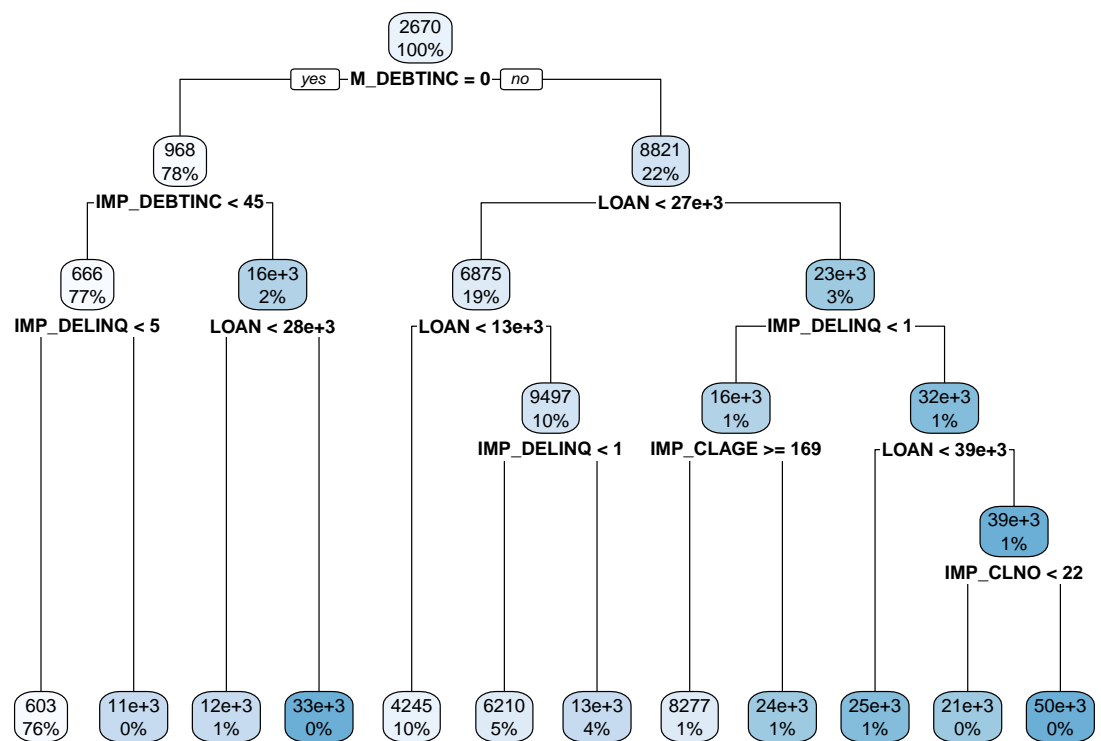 2670
100%
yes M_DEBTINC = 0 no
968
78%
8821
22%
IMP_DEBTINC < 45
LOAN < 27e+3
666
77%
16e+3
2%
6875
19%
23e+3
3%
IMP_DELINQ < 5
LOAN < 28e+3
LOAN < 13e+3
IMP_DELINQ < 1
9497
10%
16e+3
1%
32e+3
1%
IMP_DELINQ < 1
IMP_CLAGE >= 169
LOAN < 39e+3
39e+3
1%
IMP_CLNO < 22
603
76%
11e+3
0%
12e+3
1%
33e+3
0%
4245
10%
6210
5%
13e+3
4%
8277
1%
24e+3
1%
25e+3
1%
21e+3
0%
50e+3
0%